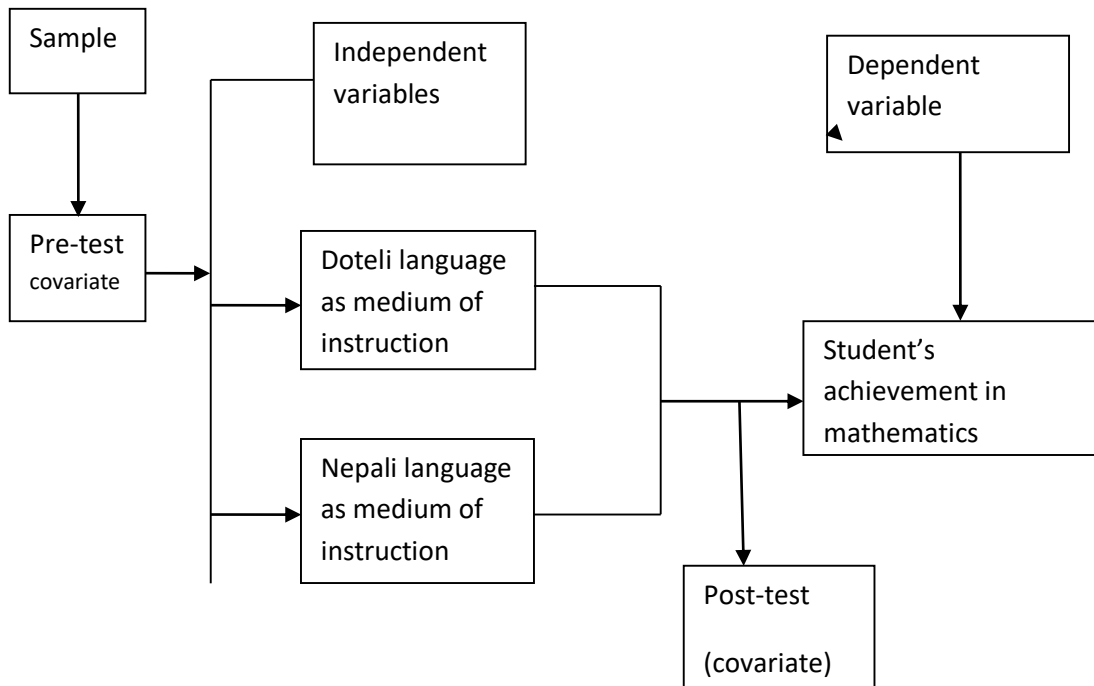 Sample
Independent
variables
Dependent
variable
Pre-test
covariate
Doteli language
as medium of
instruction
Student’s
achievement in
mathematics
Nepali language
as medium of
instruction
Post-test
(covariate)